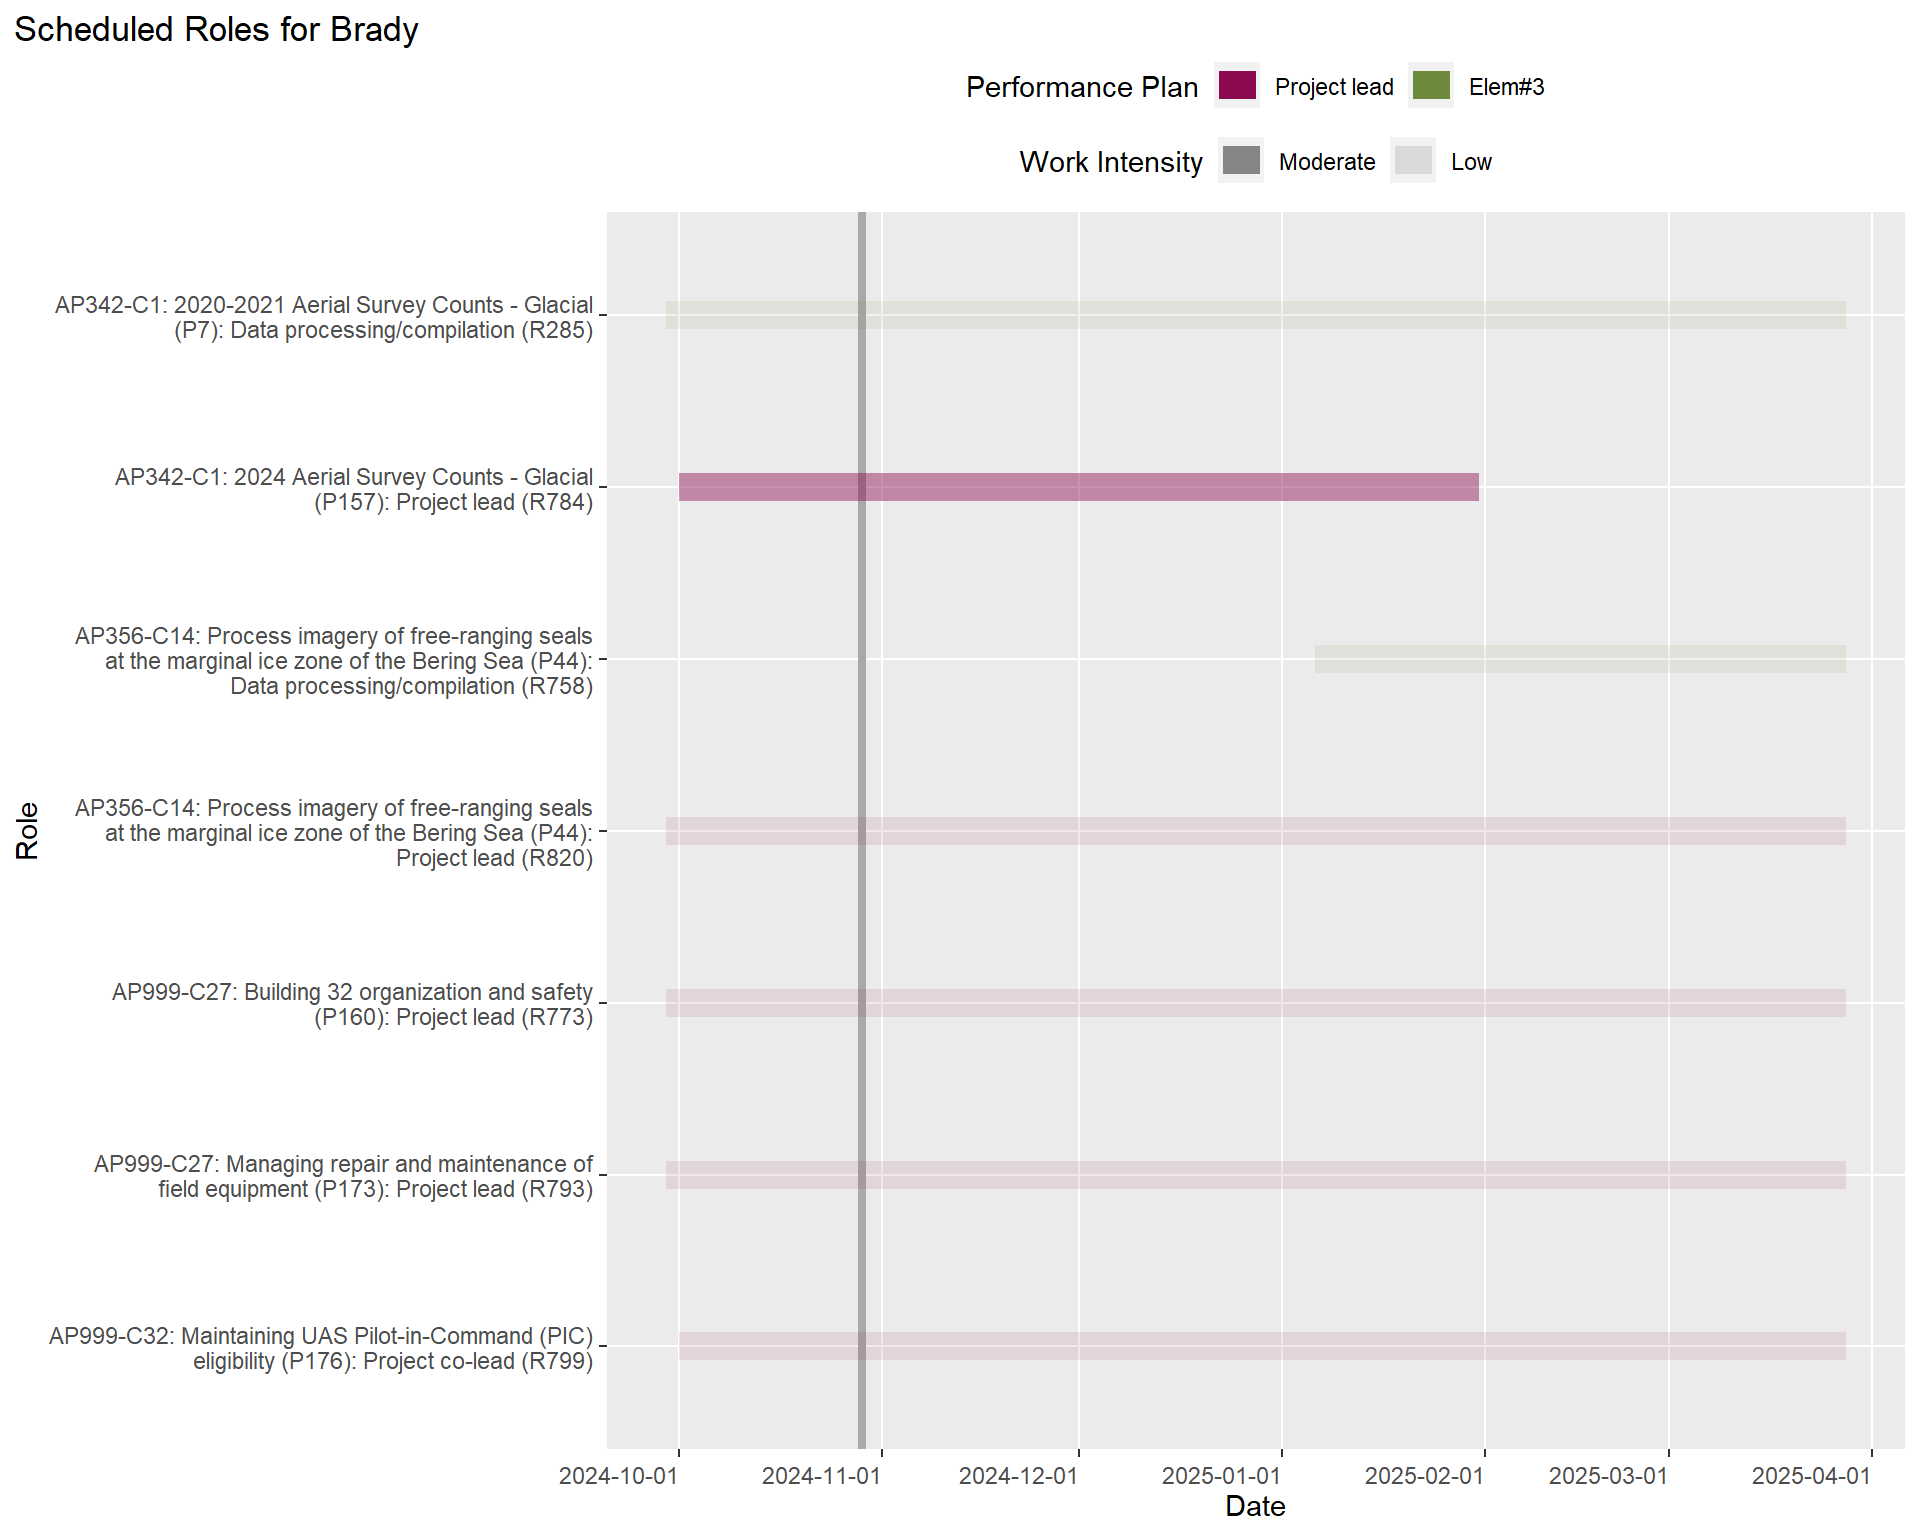 Scheduled Roles for Brady
Performance Plan Project lead Elem#3
Work Intensity Moderate Low
AP342-C1: 2020-2021 Aerial Survey Counts - Glacial
(P7): Data processing/compilation (R285)
AP342-C1: 2024 Aerial Survey Counts - Glacial
(P157): Project lead (R784)
AP356-C14: Process imagery of free-ranging seals
at the marginal ice zone of the Bering Sea (P44):
Data processing/compilation (R758)
AP356-C14: Process imagery of free-ranging seals
at the marginal ice zone of the Bering Sea (P44):
Project lead (R820)
AP999-C27: Building 32 organization and safety
(P160): Project lead (R773)
AP999-C27: Managing repair and maintenance of
field equipment (P173): Project lead (R793)
AP999-C32: Maintaining UAS Pilot-in-Command (PIC)
eligibility (P176): Project co-lead (R799)
Role
2024-10-01 2024-11-01 2024-12-01 2025-01-01 2025-02-01 2025-03-01 2025-04-01
Date